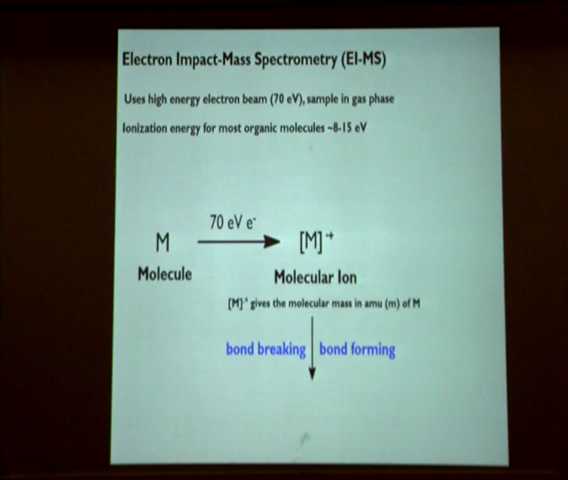 Electron Impact-Mass Spectrometry (EI-MS)
Uses high energy electron beam (70 eV), sample in gas phase
Ionization energy for most organic molecules ~8-15 eV
70 eV e⁻
M [M]⁺
Molecule Molecular Ion
[M]⁺ gives the molecular mass in amu (m) of M
bond breaking bond forming